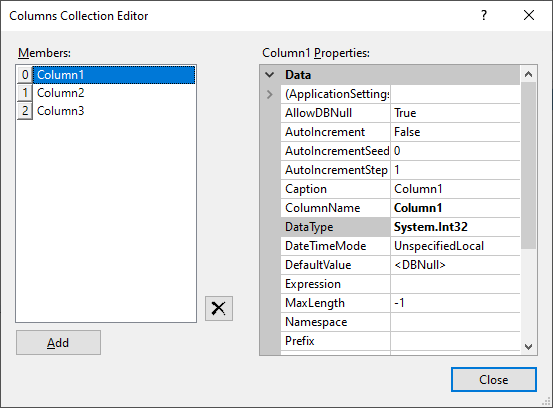 Columns Collection Editor ? ×
Members:
0 Column1
1 Column2
2 Column3
Add
Column1 Properties:
Data
(ApplicationSettings
AllowDBNull True
AutoIncrement False
AutoIncrementSeed 0
AutoIncrementStep 1
Caption Column1
ColumnName Column1
DataType System.Int32
DateTimeMode UnspecifiedLocal
DefaultValue <DBNull>
Expression
MaxLength -1
Namespace
Prefix
Close